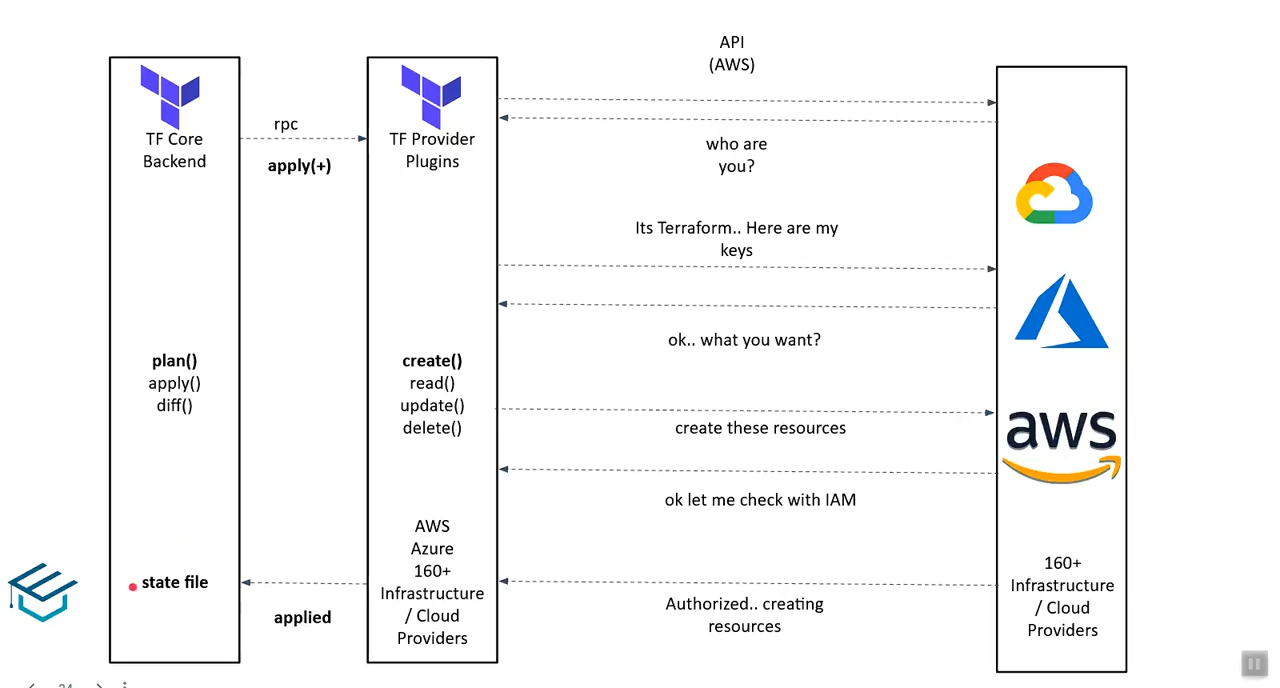 API
(AWS)
TF Core
Backend
rpc
apply(+)
TF Provider
Plugins
who are
you?
Its Terraform.. Here are my
keys
ok.. what you want?
plan()
apply()
diff()
create()
read()
update()
delete()
create these resources
aws
ok let me check with IAM
AWS
Azure
160+
Infrastructure
/ Cloud
Providers
state file
applied
Authorized.. creating
resources
160+
Infrastructure
/ Cloud
Providers